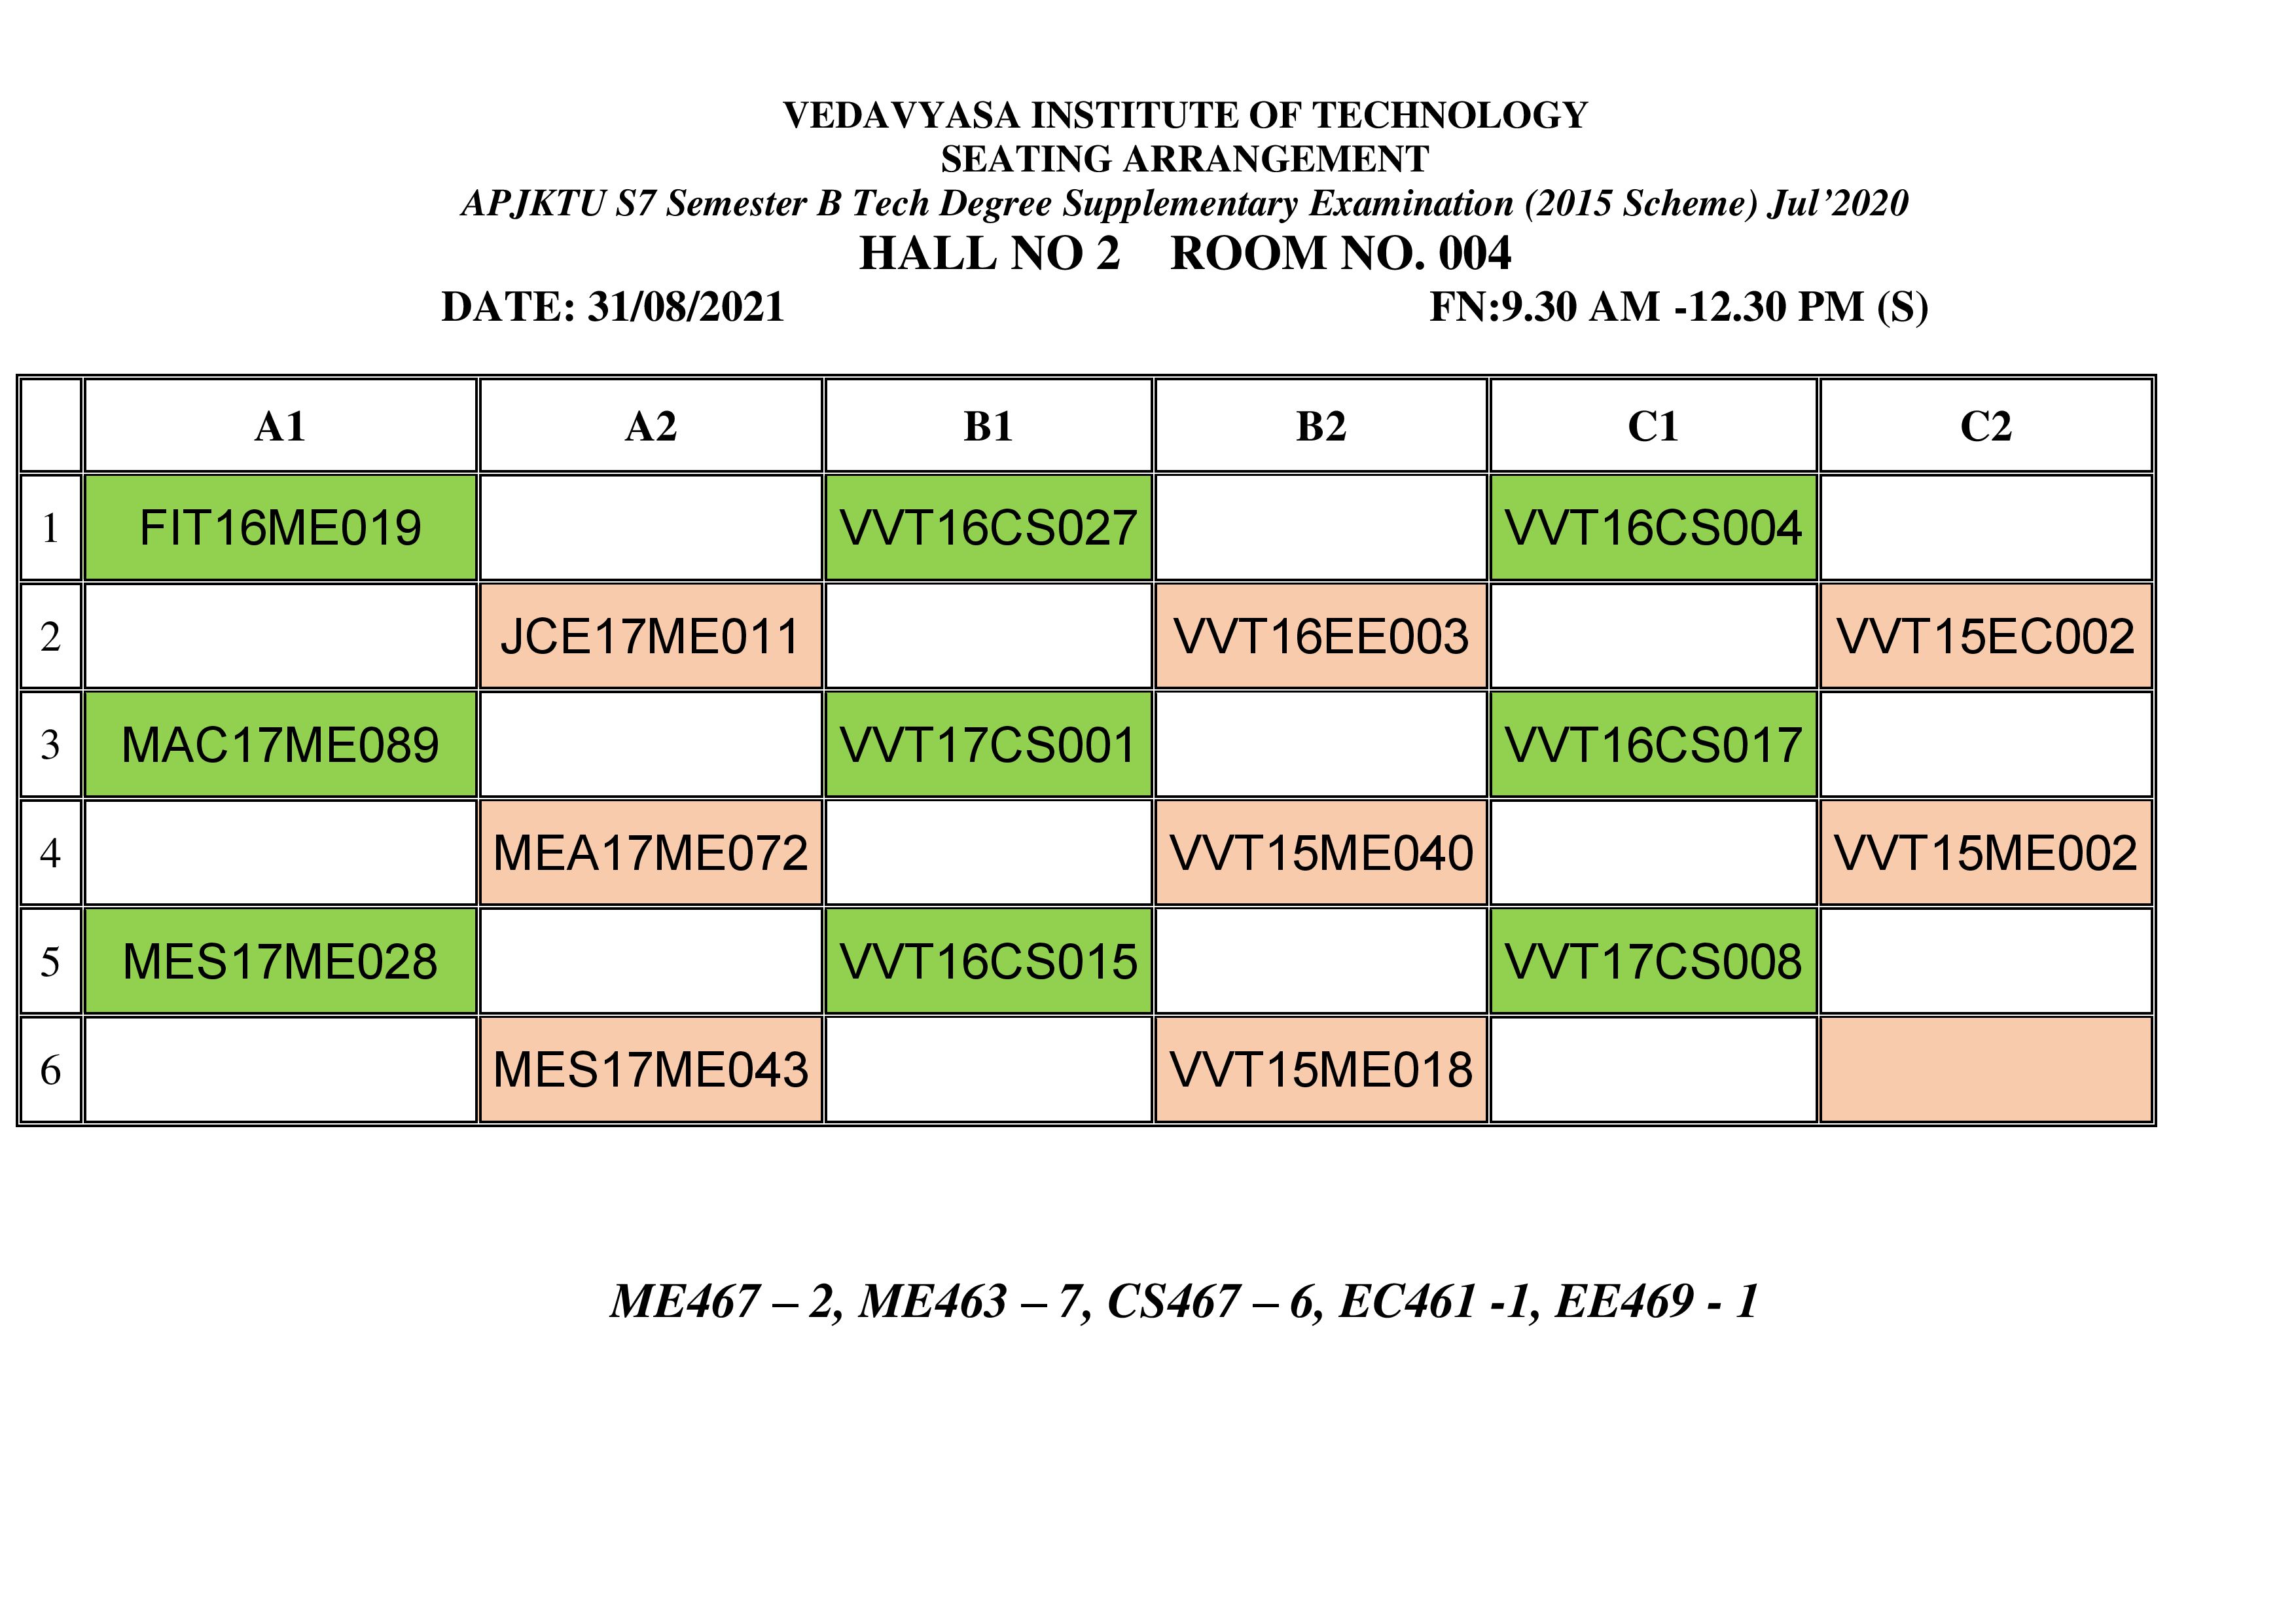 VEDAVYASA INSTITUTE OF TECHNOLOGY
SEATING ARRANGEMENT
APJKTU S7 Semester B Tech Degree Supplementary Examination (2015 Scheme) Jul’2020
HALL NO 2 ROOM NO. 004
DATE: 31/08/2021 FN:9.30 AM -12.30 PM (S)
A1 A2 B1 B2 C1 C2
1 FIT16ME019 VVT16CS027 VVT16CS004
2 JCE17ME011 VVT16EE003 VVT15EC002
3 MAC17ME089 VVT17CS001 VVT16CS017
4 MEA17ME072 VVT15ME040 VVT15ME002
5 MES17ME028 VVT16CS015 VVT17CS008
6 MES17ME043 VVT15ME018
ME467 – 2, ME463 – 7, CS467 – 6, EC461 -1, EE469 - 1